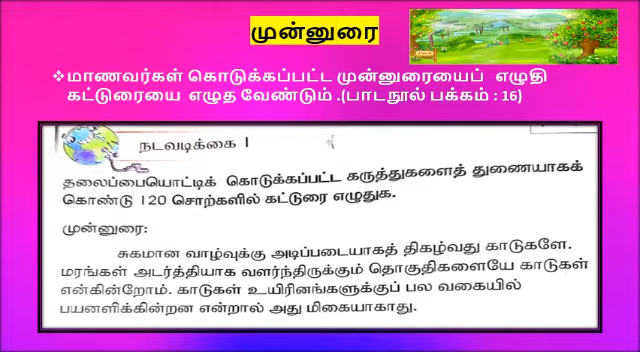 முன்னுரை
❖மாணவர்கள் கொடுக்கப்பட்ட முன்னுரையைப் எழுதி
கட்டுரையை எழுத வேண்டும் .(பாடநூல் பக்கம் : 16)
நடவடிக்கை 1
தலைப்பையொட்டிக் கொடுக்கப்பட்ட கருத்துகளைத் துணையாகக்
கொண்டு 120 சொற்களில் கட்டுரை எழுதுக.
முன்னுரை:
சுகமான வாழ்வுக்கு அடிப்படையாகத் திகழ்வது காடுகளே.
மரங்கள் அடர்த்தியாக வளர்ந்திருக்கும் தொகுதிகளையே காடுகள்
என்கின்றோம். காடுகள் உயிரினங்களுக்குப் பல வகையில்
பயனளிக்கின்றன என்றால் அது மிகையாகாது.